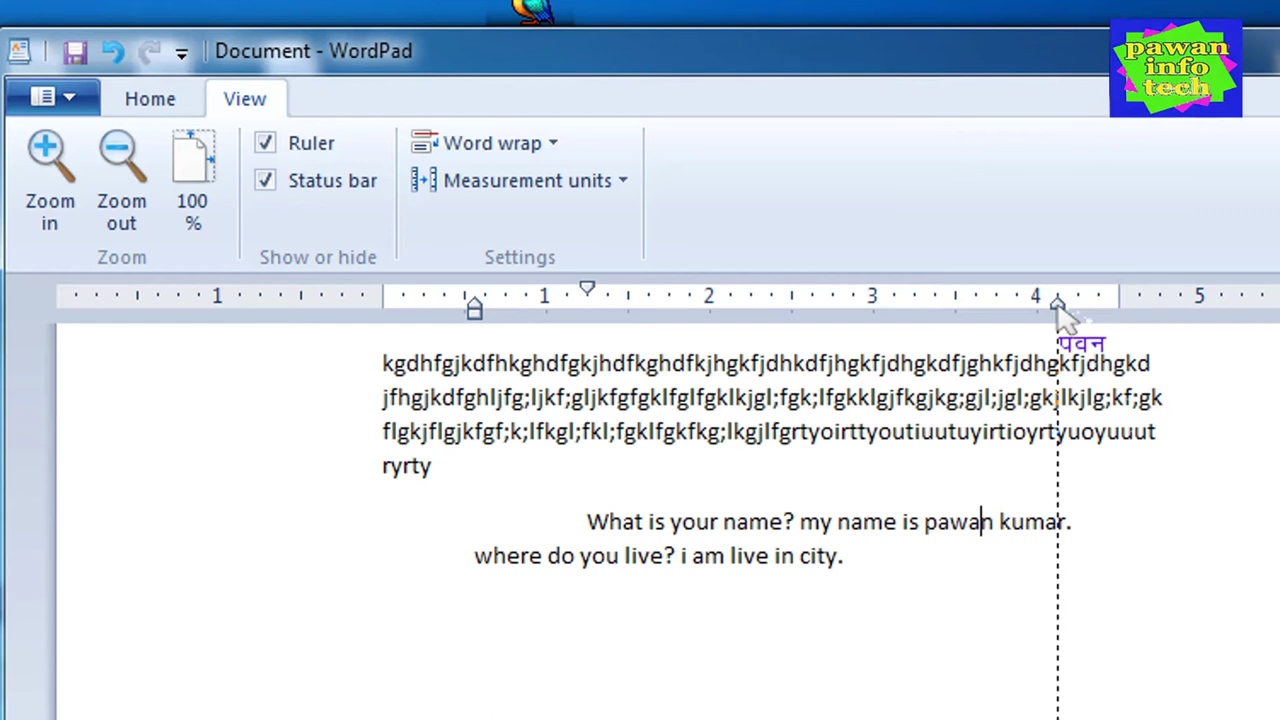 Document - WordPad
pawan
info
tech
Home View
Zoom in
Zoom out
100 %
Zoom
Ruler
Status bar
Show or hide
Word wrap
Measurement units
Settings
1 1 2 3 4 5
पवन
kgdhfgjkdfhkghdfgkjhdfkghdfkjhgkfjdhkdfjhgkfjdhgkdfjghkfjdhgkfjdhgkd
jfhgjkdfghljfg;ljkf;gljkfgfgklfglfgklkjgl;fgk;lfgkklgjfkgjkg;gjl;jgl;gkjlkjlg;kf;gk
flgkjflgjkfgf;k;lfkgl;fkl;fgklfgkfkg;lkgjlfgrtyoirttyoutiuutuyirtioyrtyuoyuuut
ryrty
What is your name? my name is pawan kumar.
where do you live? i am live in city.